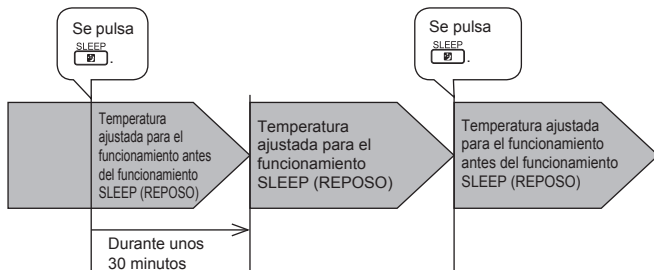 Se pulsa
SLEEP
.
Se pulsa
SLEEP
.
Temperatura
ajustada para el
funcionamiento antes
del funcionamiento
SLEEP (REPOSO)
Temperatura
ajustada para el
funcionamiento
SLEEP (REPOSO)
Temperatura ajustada
para el funcionamiento
antes del funcionamiento
SLEEP (REPOSO)
Durante unos
30 minutos